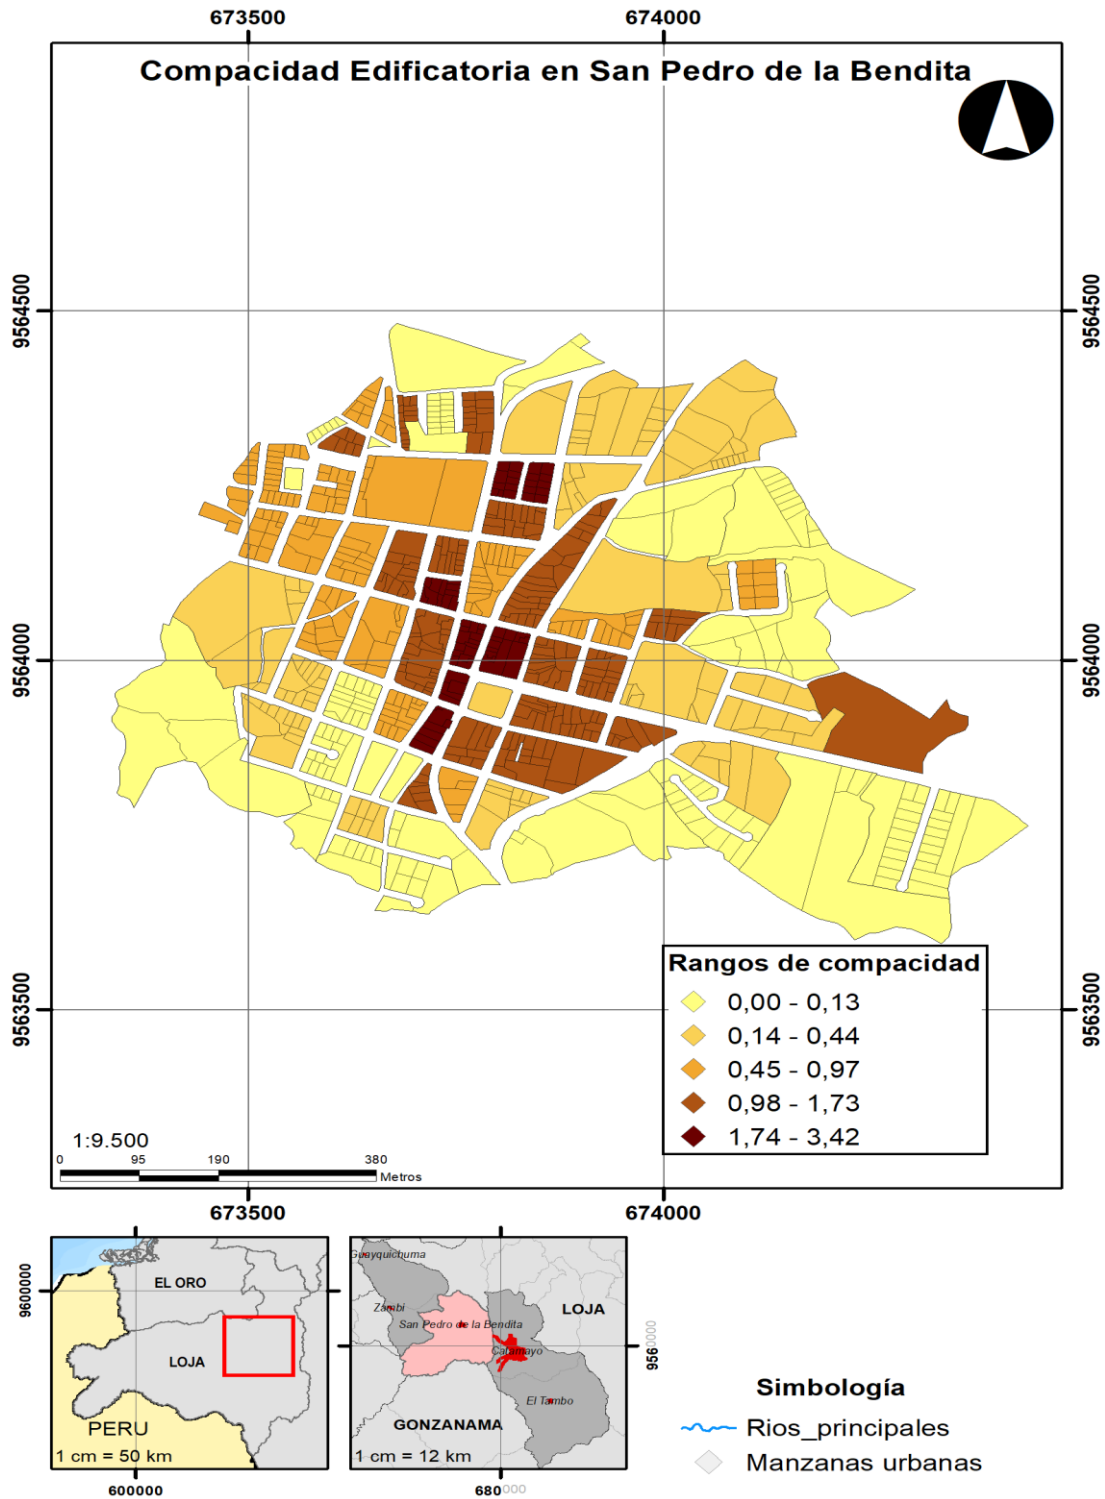 673500 674000
Compacidad Edificatoria en San Pedro de la Bendita
9564500 9564500
9564000 9564000
9563500 9563500
Rangos de compacidad
0,00 - 0,13
0,14 - 0,44
0,45 - 0,97
0,98 - 1,73
1,74 - 3,42
1:9.500
0 95 190 380
Metros
673500 674000
9600000
EL ORO
LOJA
PERU
1 cm = 50 km
600000
Guayquichuma
Zambi
San Pedro de la Bendita
LOJA
Catamayo
El Tambo
GONZANAMA
1 cm = 12 km
9560000
680000
Simbología
Rios_principales
Manzanas urbanas